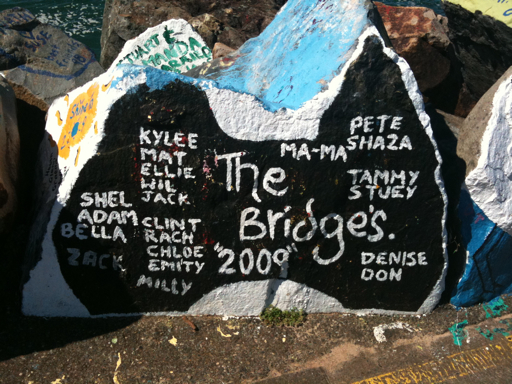 KYLEE
MAT
ELLIE
WIL
JACK
SHEL
ADAM
BELLA
ZACK
CLINT
RACH
CHLOE
EMITY
MILLY
The
Bridge's.
"2009"
MA-MA
PETE
SHAZA
TAMMY
STUEY
DENISE
DON